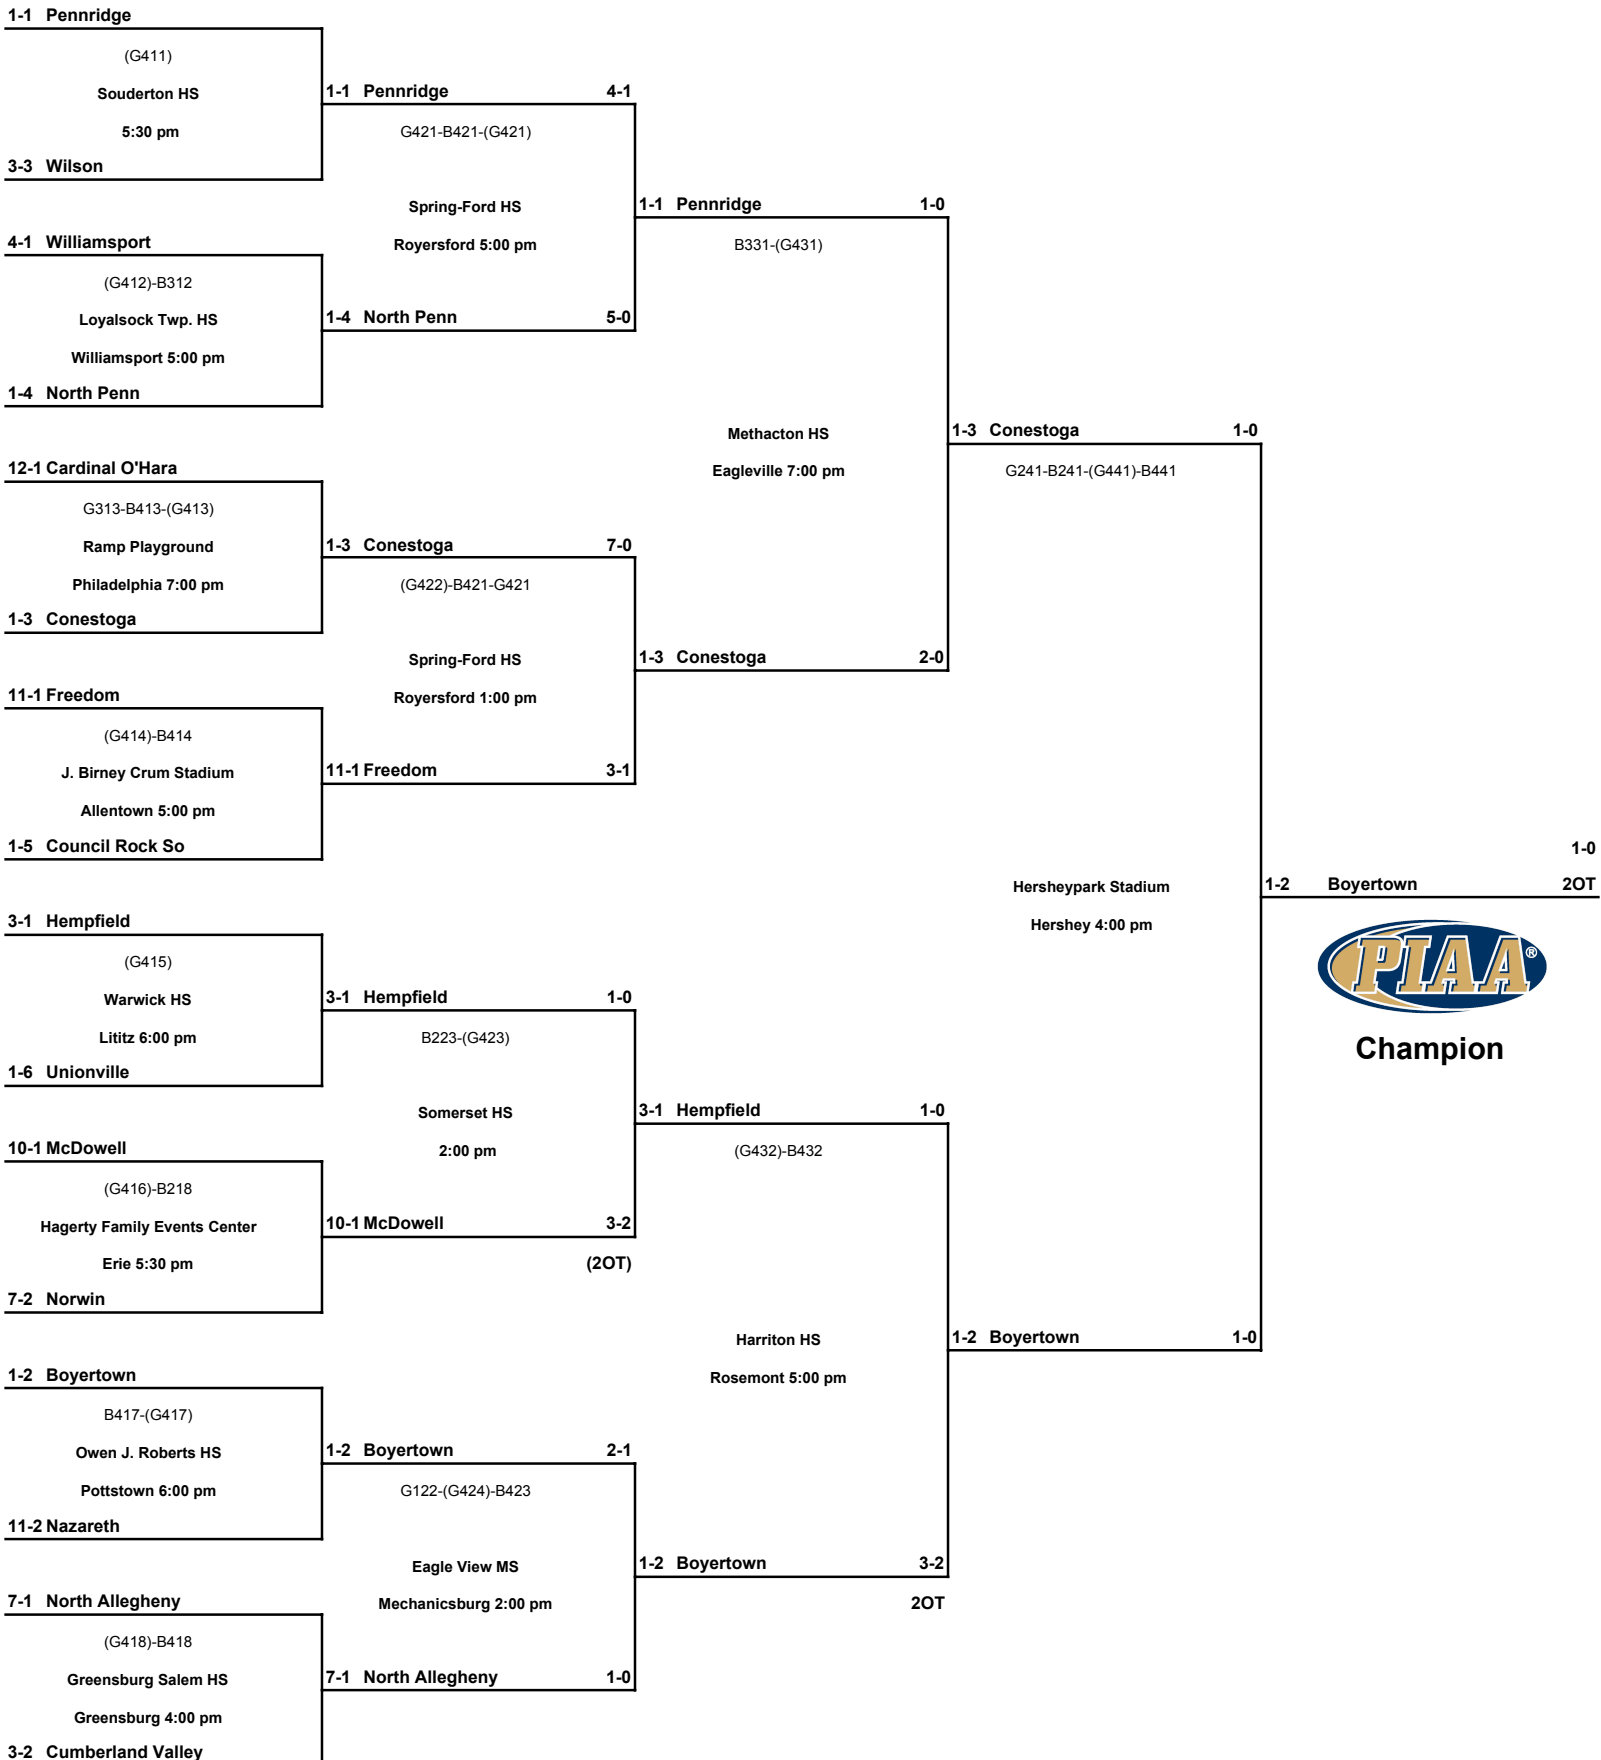 1-1 Pennridge
(G411)
Souderton HS
5:30 pm
3-3 Wilson
4-1 Williamsport
(G412)-B312
Loyalsock Twp. HS
Williamsport 5:00 pm
1-4 North Penn
12-1 Cardinal O'Hara
G313-B413-(G413)
Ramp Playground
Philadelphia 7:00 pm
1-3 Conestoga
11-1 Freedom
(G414)-B414
J. Birney Crum Stadium
Allentown 5:00 pm
1-5 Council Rock So
3-1 Hempfield
(G415)
Warwick HS
Lititz 6:00 pm
1-6 Unionville
10-1 McDowell
(G416)-B218
Hagerty Family Events Center
Erie 5:30 pm
7-2 Norwin
1-2 Boyertown
B417-(G417)
Owen J. Roberts HS
Pottstown 6:00 pm
11-2 Nazareth
7-1 North Allegheny
(G418)-B418
Greensburg Salem HS
Greensburg 4:00 pm
3-2 Cumberland Valley
1-1 Pennridge 4-1
G421-B421-(G421)
Spring-Ford HS
Royersford 5:00 pm
1-4 North Penn 5-0
1-3 Conestoga 7-0
(G422)-B421-G421
Spring-Ford HS
Royersford 1:00 pm
11-1 Freedom 3-1
3-1 Hempfield 1-0
B223-(G423)
Somerset HS
2:00 pm
10-1 McDowell 3-2
(2OT)
1-2 Boyertown 2-1
G122-(G424)-B423
Eagle View MS
Mechanicsburg 2:00 pm
7-1 North Allegheny 1-0
1-1 Pennridge 1-0
B331-(G431)
Methacton HS
Eagleville 7:00 pm
1-3 Conestoga 2-0
3-1 Hempfield 1-0
(G432)-B432
Harriton HS
Rosemont 5:00 pm
1-2 Boyertown 3-2
2OT
1-3 Conestoga 1-0
G241-B241-(G441)-B441
Hersheypark Stadium
Hershey 4:00 pm
1-2 Boyertown 1-0
1-0
1-2 Boyertown 2OT
PIAA®
Champion